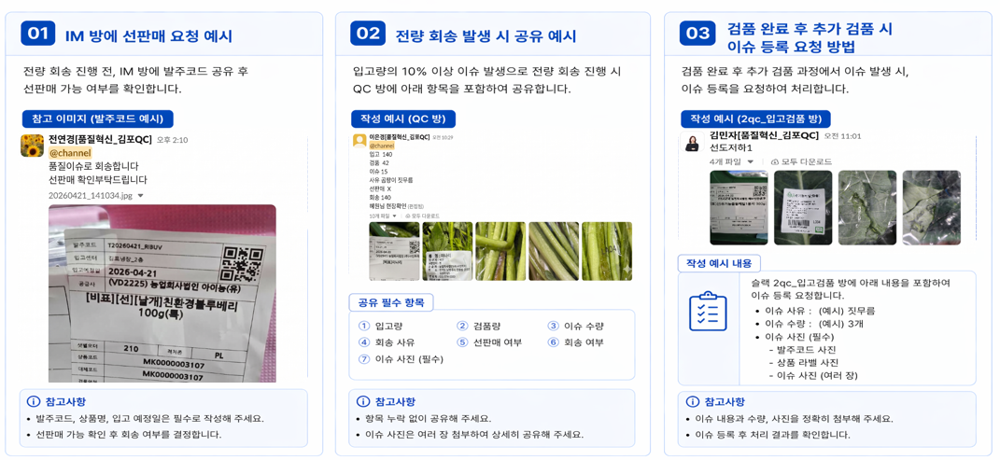 01 IM 방에 선판매 요청 예시
전량 회송 진행 전, IM 방에 발주코드 공유 후
선판매 가능 여부를 확인합니다.
참고 이미지 (발주코드 예시)
전연경[품질혁신_김포QC] 오후 2:10
@channel
품질이슈로 회송합니다
선판매 확인부탁드립니다
20260421_141034.jpg
발주코드 T20260421_RIBUV
입고센터 김포냉장_2층
입고예정일 2026-04-21
공급사 (VD2225) 농업회사법인 아이농(유)
[비표][선][낱개]친환경블루베리
100g(특)
210 PL
상품코드 MK0000003107
대체코드 MK0000003107
참고사항
• 발주코드, 상품명, 입고 예정일은 필수로 작성해 주세요.
• 선판매 가능 확인 후 회송 여부를 결정합니다.
02 전량 회송 발생 시 공유 예시
입고량의 10% 이상 이슈 발생으로 전량 회송 진행 시
QC 방에 아래 항목을 포함하여 공유합니다.
작성 예시 (QC 방)
이은경[품질혁신_김포QC] 오전 10:29
@channel
입고 140
검품 42
이슈 15
사유 곰팡이 짓무름
선판매 X
회송 140
혜원님 현장확인 (편집됨)
10개 파일 모두 다운로드
공유 필수 항목
① 입고량 ② 검품량 ③ 이슈 수량
④ 회송 사유 ⑤ 선판매 여부 ⑥ 회송 여부
⑦ 이슈 사진 (필수)
참고사항
• 항목 누락 없이 공유해 주세요.
• 이슈 사진은 여러 장 첨부하여 상세히 공유해 주세요.
03 검품 완료 후 추가 검품 시
이슈 등록 요청 방법
검품 완료 후 추가 검품 과정에서 이슈 발생 시,
이슈 등록을 요청하여 처리합니다.
작성 예시 (2qc_입고검품 방)
김민자[품질혁신_김포QC] 오전 11:01
선도저하1
4개 파일 모두 다운로드
작성 예시 내용
슬랙 2qc_입고검품 방에 아래 내용을 포함하여
이슈 등록 요청합니다.
• 이슈 사유 : (예시) 짓무름
• 이슈 수량 : (예시) 3개
• 이슈 사진 (필수)
- 발주코드 사진
- 상품 라벨 사진
- 이슈 사진 (여러 장)
참고사항
• 이슈 내용과 수량, 사진을 정확히 첨부해 주세요.
• 이슈 등록 후 처리 결과를 확인합니다.